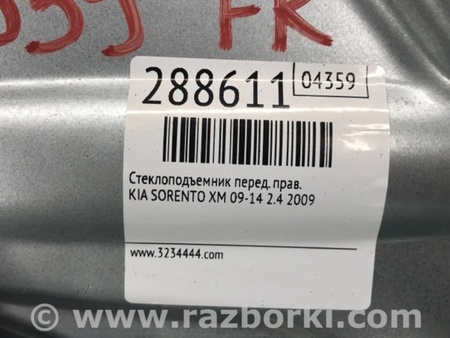 359 FR
288611 04359
Стеклоподъемник перед. прав.
KIA SORENTO XM 09-14 2.4 2009
www.3234444.com
© www.razborki.com